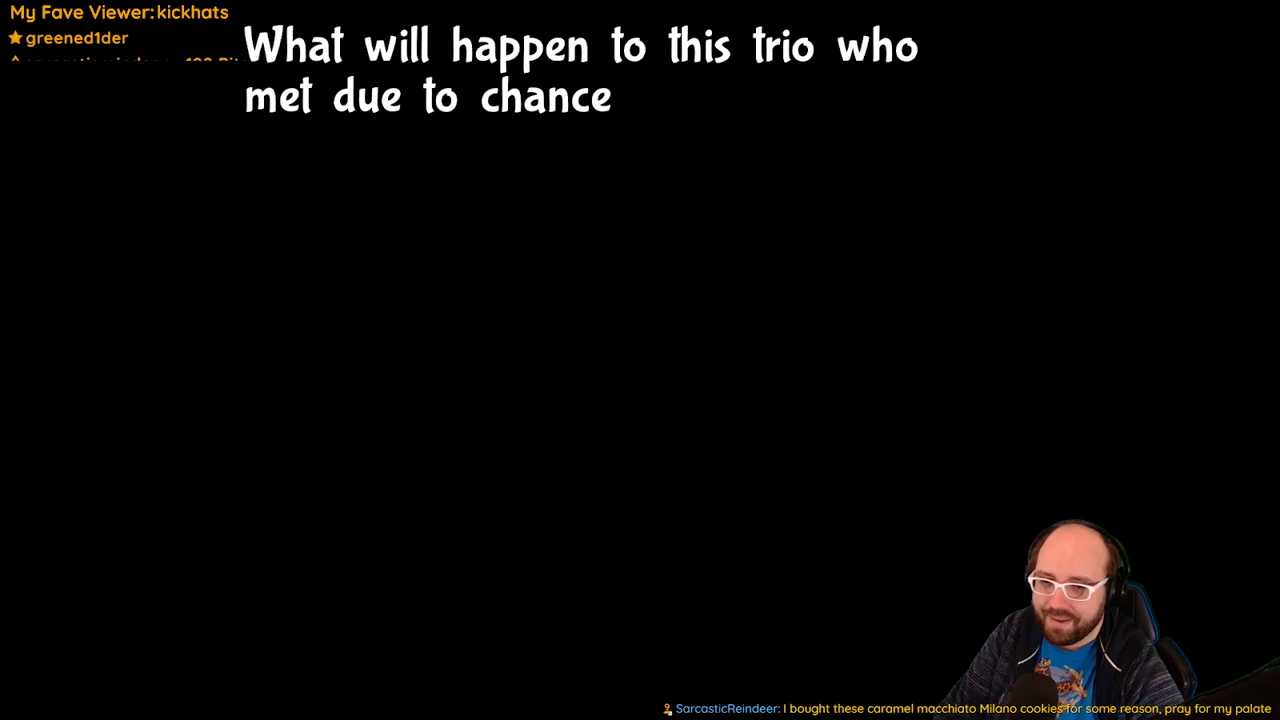 My Fave Viewer: kickhats
greened1der
What will happen to this trio who
met due to chance
SarcasticReindeer: I bought these caramel macchiato Milano cookies for some reason, pray for my palate